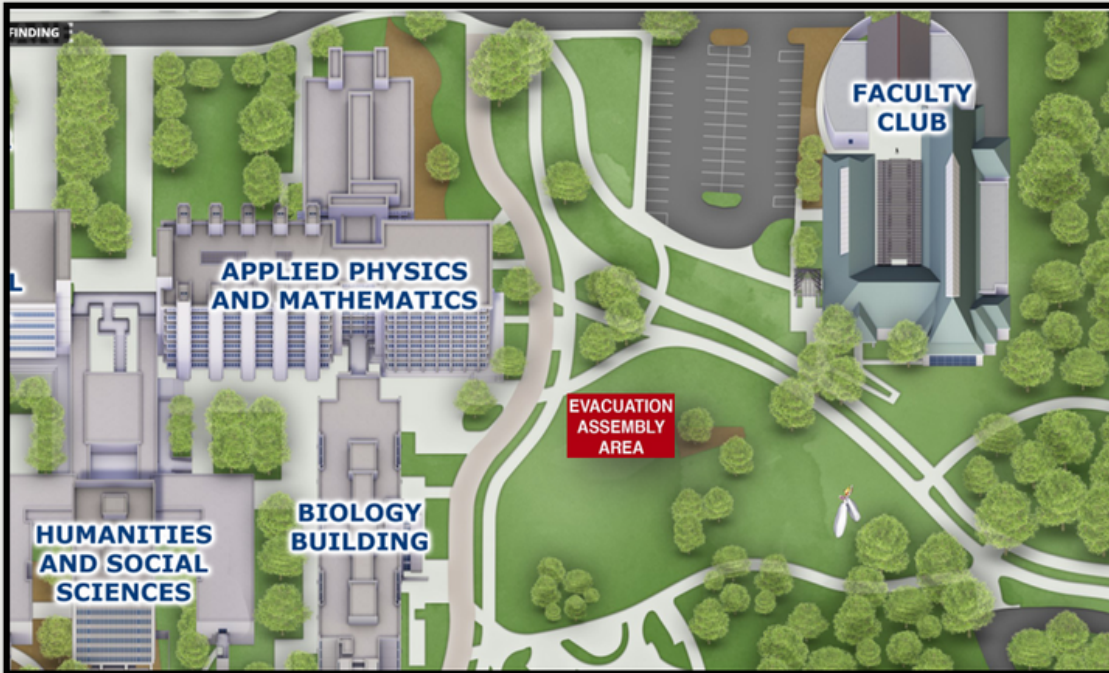 FINDING
FACULTY
CLUB
L
APPLIED PHYSICS
AND MATHEMATICS
EVACUATION
ASSEMBLY
AREA
BIOLOGY
BUILDING
HUMANITIES
AND SOCIAL
SCIENCES